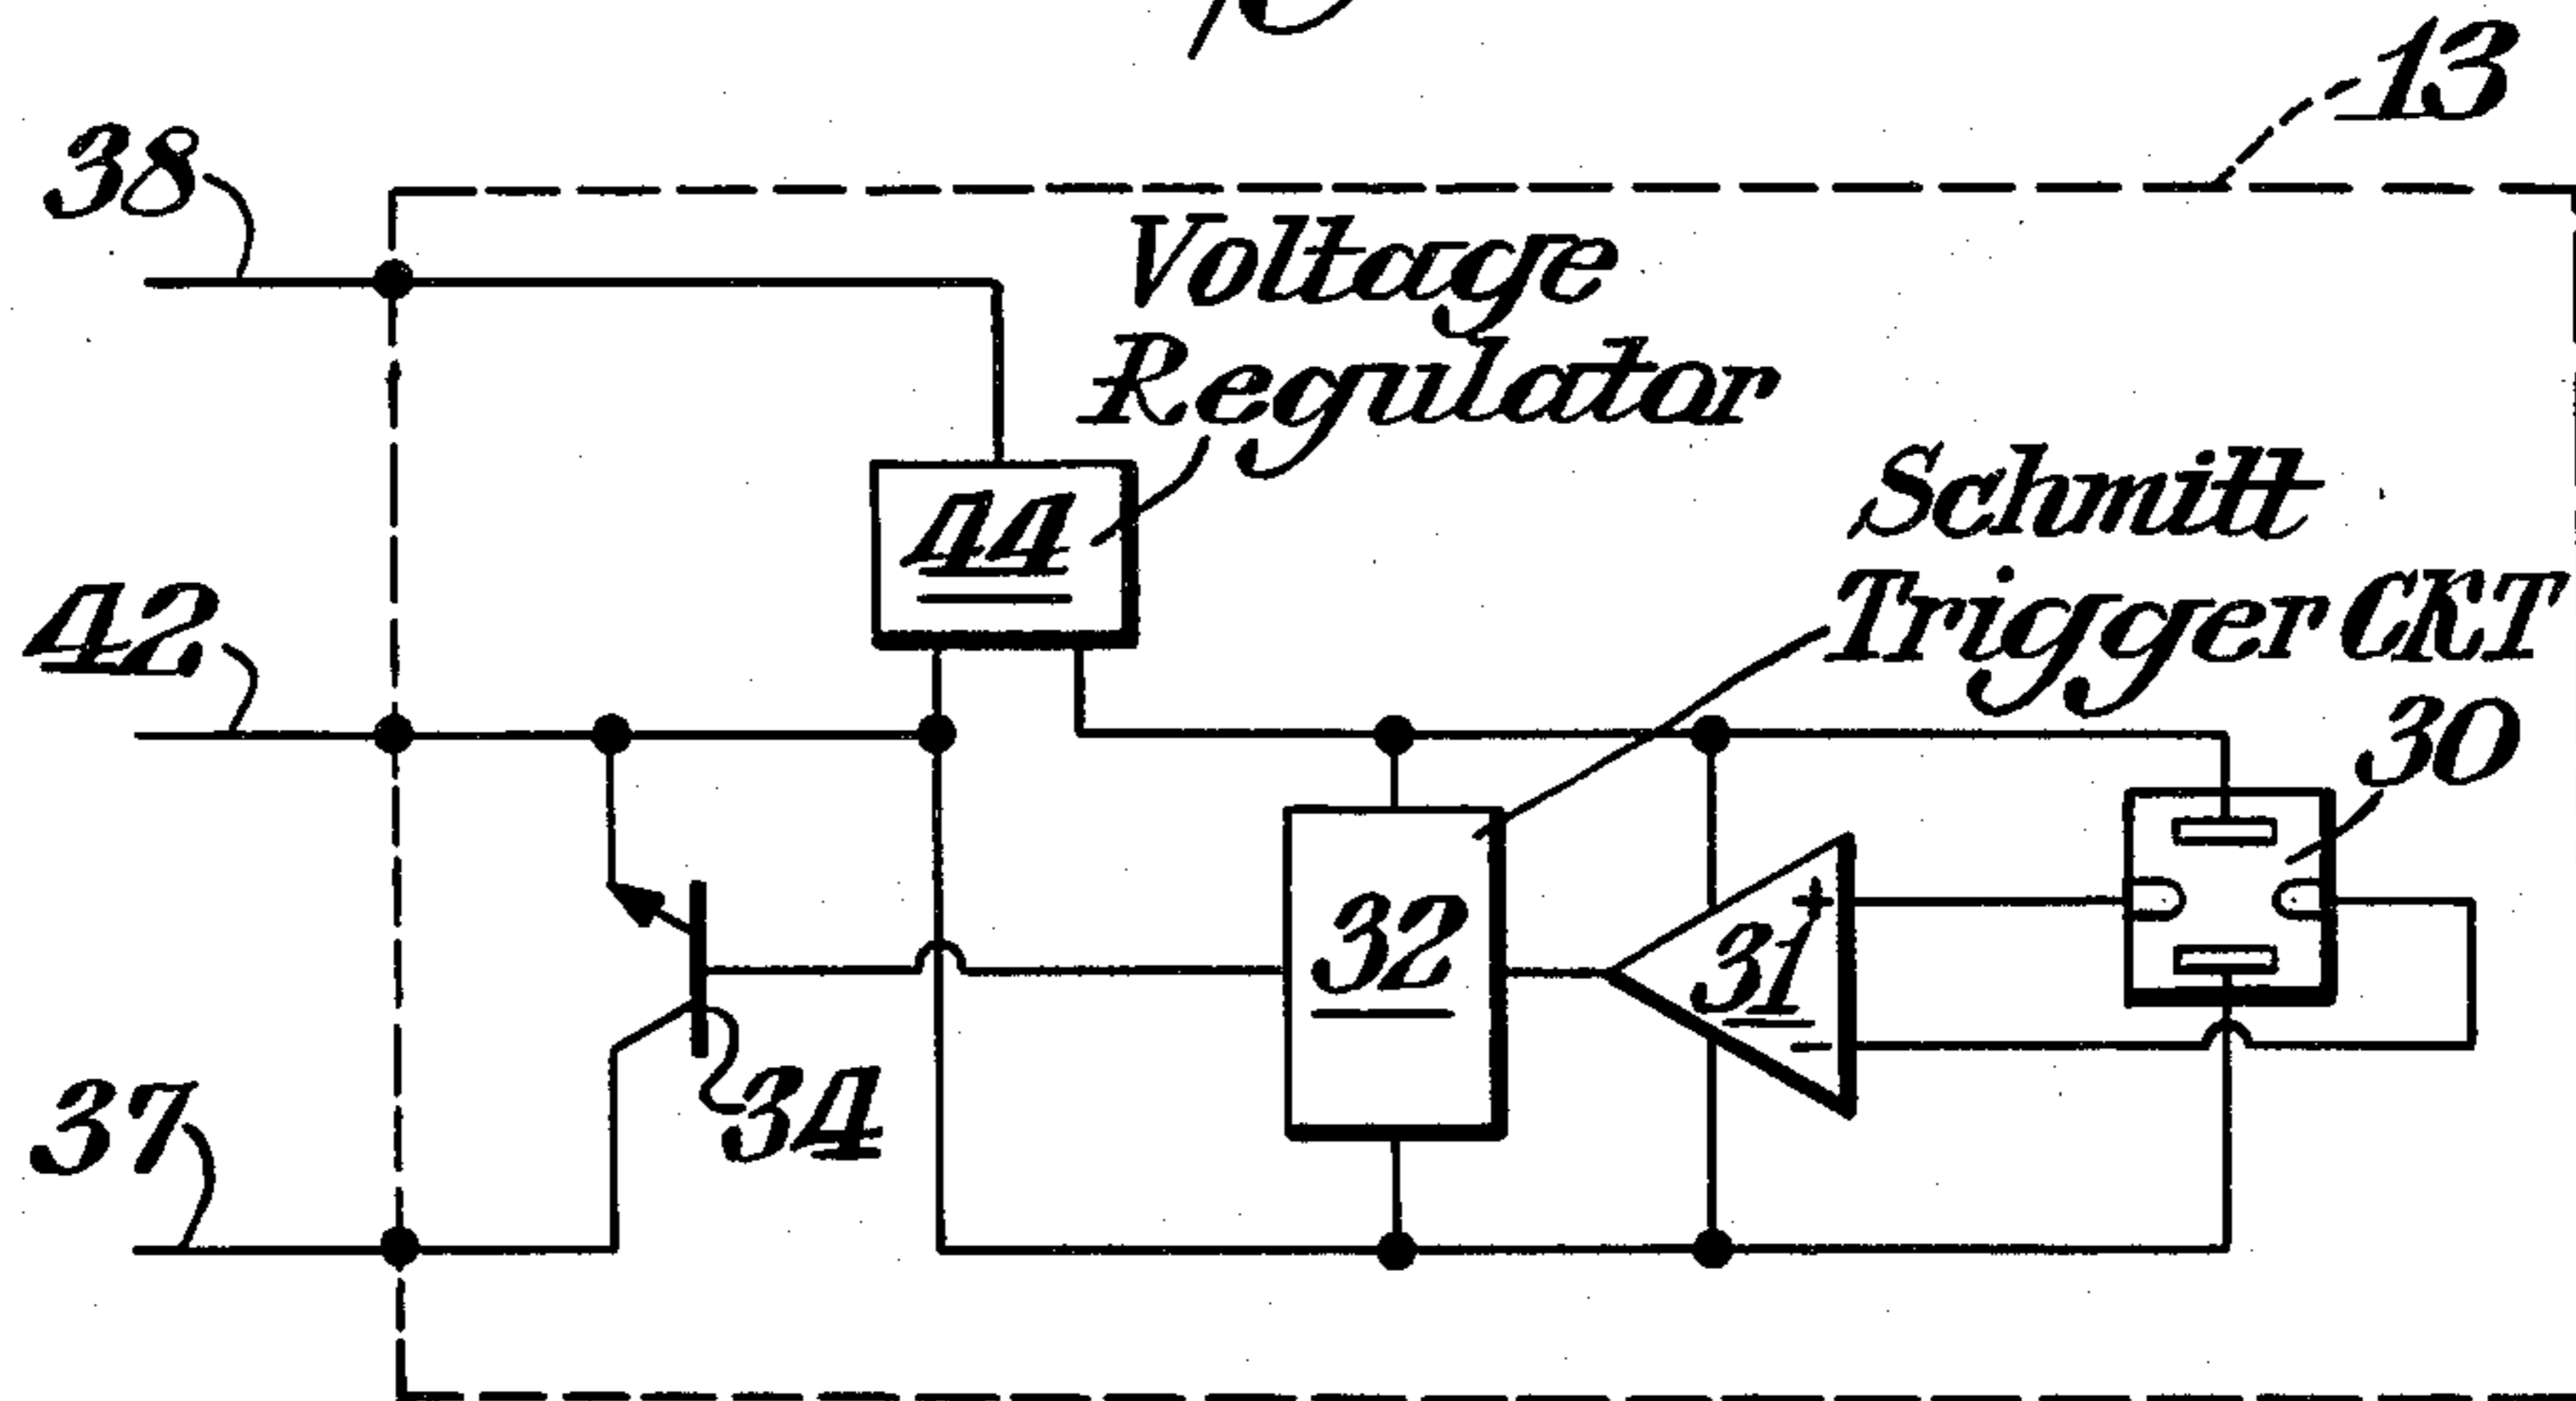 13
38
Voltage
Regulator
44
Schmitt
Trigger CKT
42
30
32
+
31
-
34
37